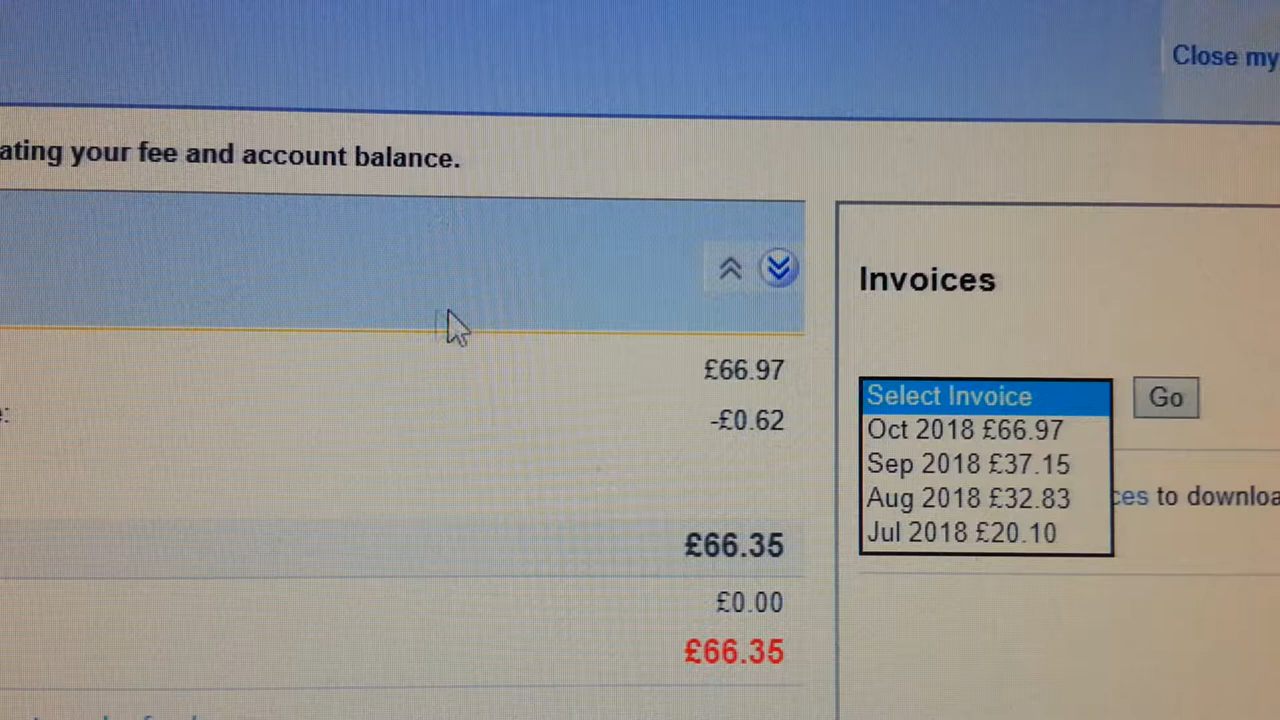 Close my
ating your fee and account balance.
£66.97
-£0.62
£66.35
£0.00
£66.35
Invoices
Select Invoice
Go
Oct 2018 £66.97
Sep 2018 £37.15
Aug 2018 £32.83
Jul 2018 £20.10
ces to downloa